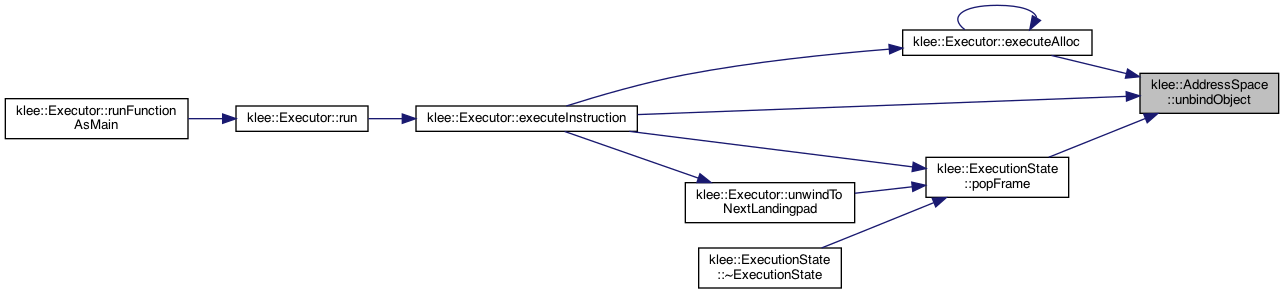 klee::Executor::executeAlloc
klee::AddressSpace
::unbindObject
klee::Executor::runFunction
AsMain
klee::Executor::run
klee::Executor::executeInstruction
klee::ExecutionState
::popFrame
klee::Executor::unwindTo
NextLandingpad
klee::ExecutionState
::~ExecutionState